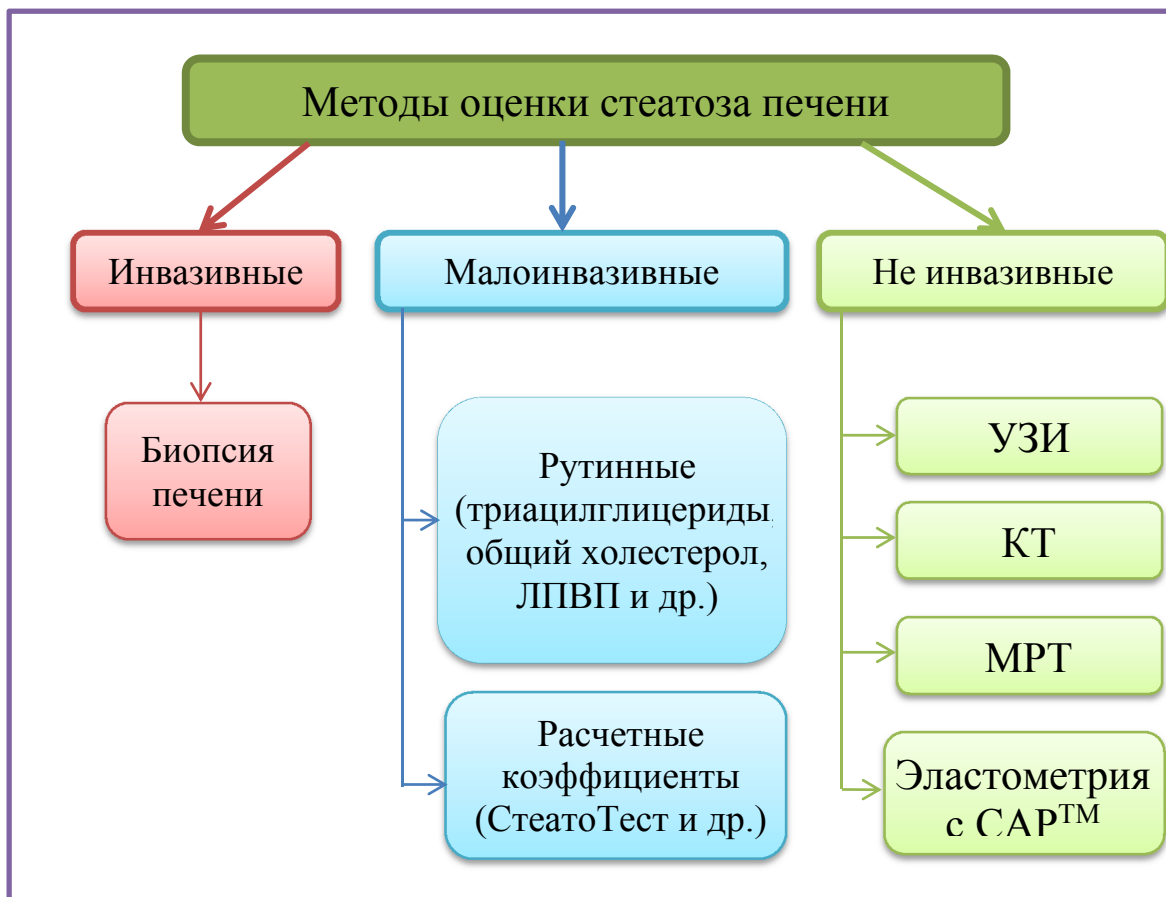 Методы оценки стеатоза печени
Инвазивные
Малоинвазивные
Не инвазивные
Биопсия
печени
Рутинные
(триацилглицериды,
общий холестерол,
ЛПВП и др.)
Расчетные
коэффициенты
(СтеатоТест и др.)
УЗИ
КТ
МРТ
Эластометрия
с CAP™